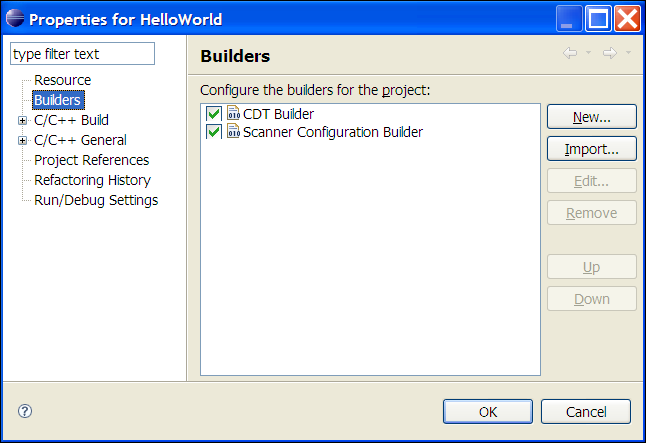 Properties for HelloWorld
type filter text
Resource
Builders
C/C++ Build
C/C++ General
Project References
Refactoring History
Run/Debug Settings
Builders
Configure the builders for the project:
CDT Builder
Scanner Configuration Builder
New...
Import...
Edit...
Remove
Up
Down
OK
Cancel